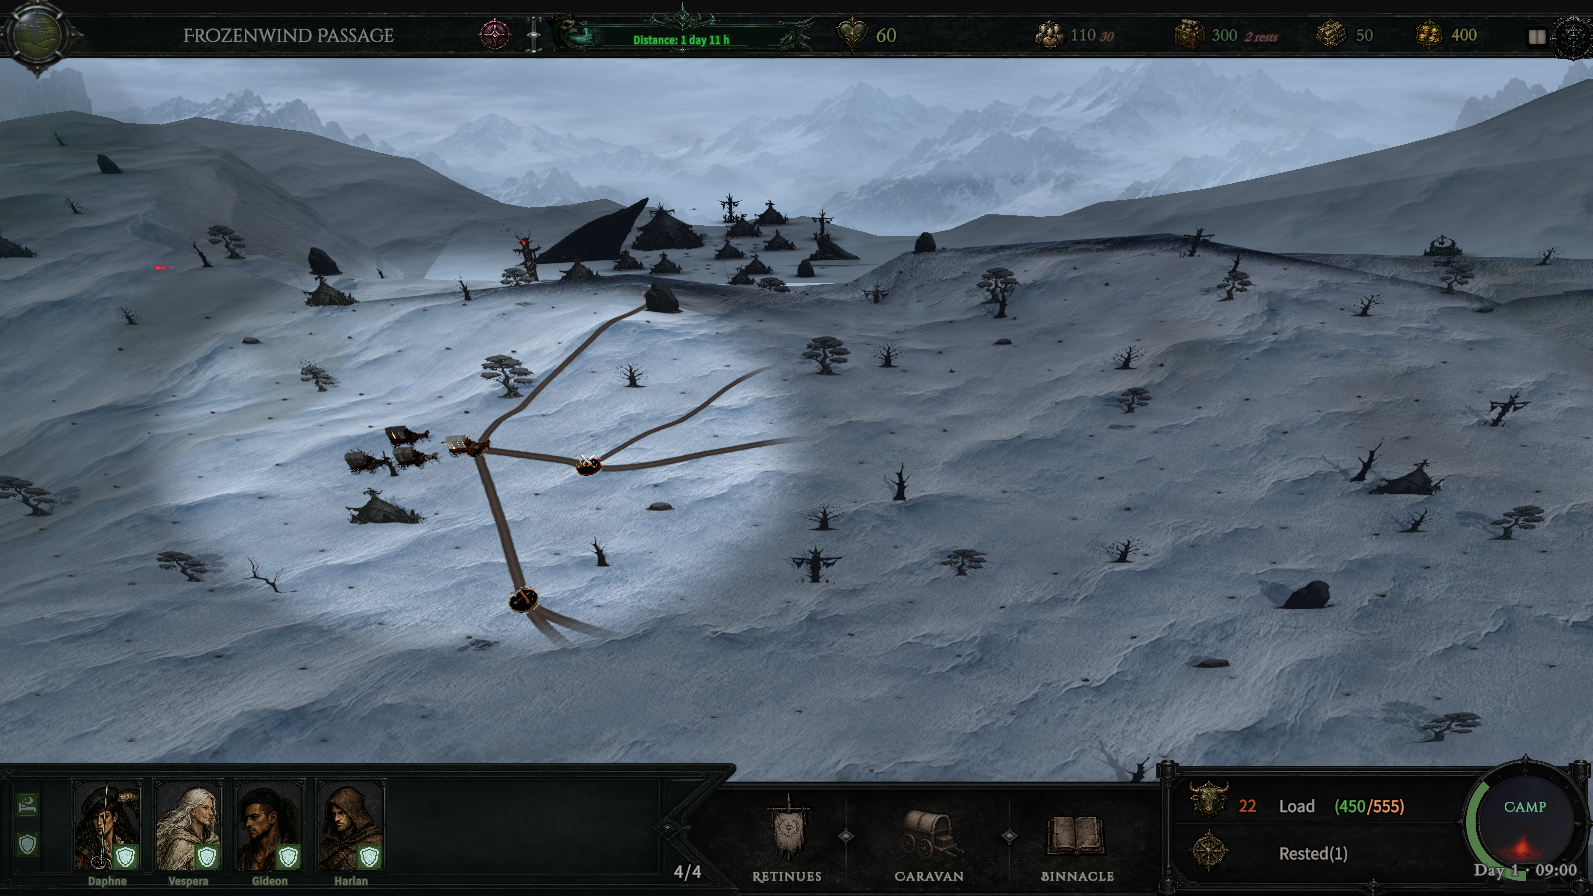 FROZENWIND PASSAGE
Distance: 1 day 11 h
60
110 30
300 2 rests
50
400
Daphne
Vespera
Gideon
Harlan
4/4
RETINUES
CARAVAN
BINNACLE
22 Load (450/555)
Rested(1)
CAMP
Day 1 · 09:00